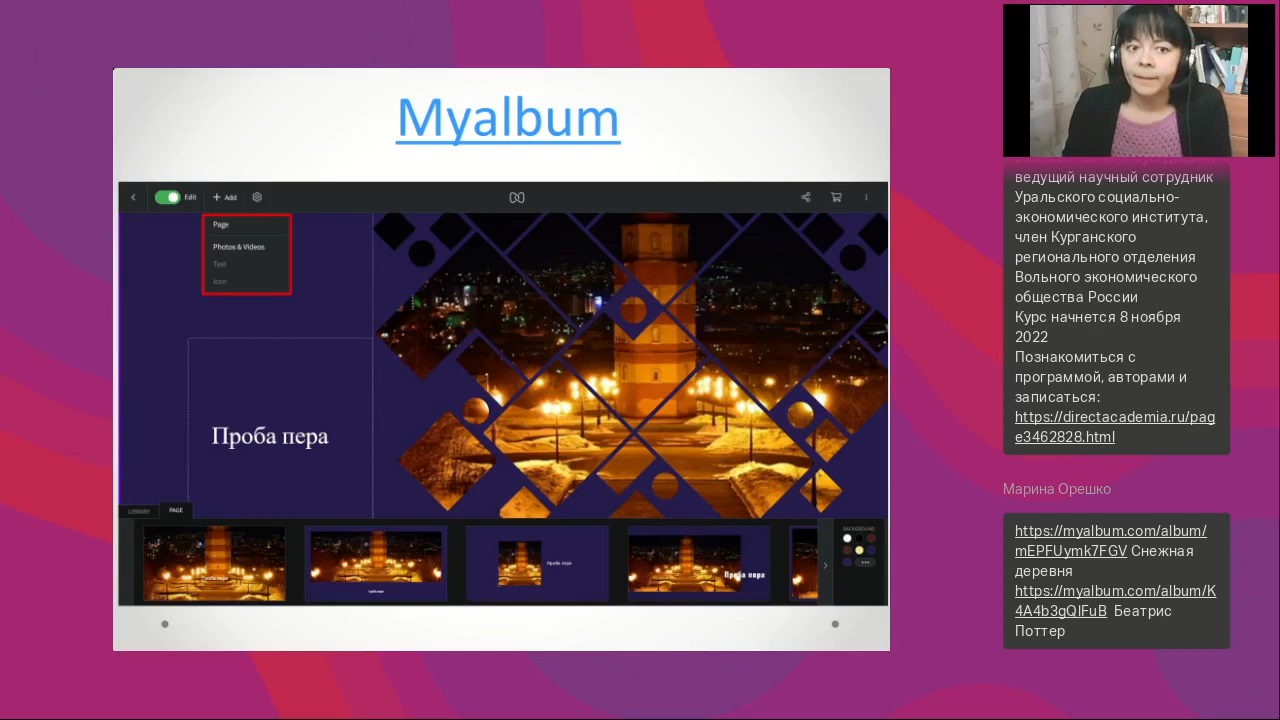 Myalbum
Edit
Add
Page
Photos & Videos
Text
Icon
Проба пера
LIBRARY
PAGE
Проба пера
Проба пера
Проба пера
BACKGROUND
ведущий научный сотрудник
Уральского социально-
экономического института,
член Курганского
регионального отделения
Вольного экономического
общества России
Курс начнется 8 ноября
2022
Познакомиться с
программой, авторами и
записаться:
https://directacademia.ru/pag
e3462828.html
Марина Орешко
https://myalbum.com/album/
mEPFUymk7FGV Снежная
деревня
https://myalbum.com/album/K
4A4b3gQlFuB Беатрис
Поттер